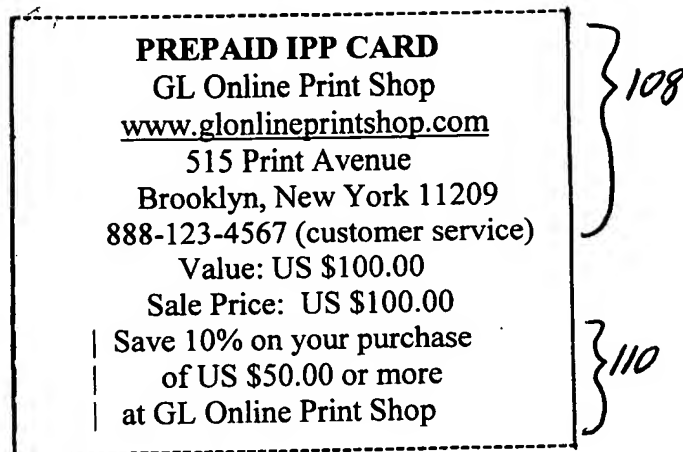 PREPAID IPP CARD
GL Online Print Shop
www.glonlineprintshop.com
515 Print Avenue
Brooklyn, New York 11209
888-123-4567 (customer service)
108
Value: US $100.00
Sale Price: US $100.00
Save 10% on your purchase
of US $50.00 or more
at GL Online Print Shop
110